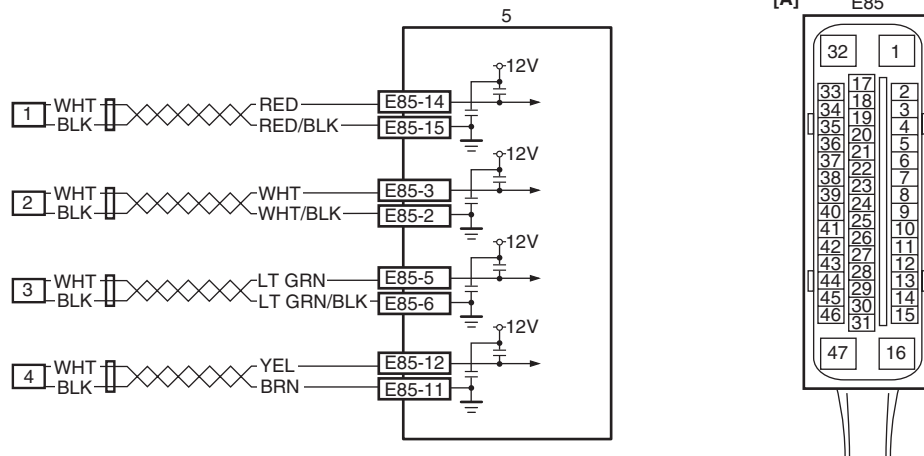 5
12V
1 WHT RED E85-14
BLK RED/BLK E85-15
12V
2 WHT WHT E85-3
BLK WHT/BLK E85-2
12V
3 WHT LT GRN E85-5
BLK LT GRN/BLK E85-6
12V
4 WHT YEL E85-12
BLK BRN E85-11
[A] E85
32 1
33 17 2
34 18 3
35 19 4
36 20 5
37 21 6
38 22 7
39 23 8
40 24 9
41 25 10
42 26 11
43 27 12
44 28 13
45 29 14
46 30 15
31
47 16